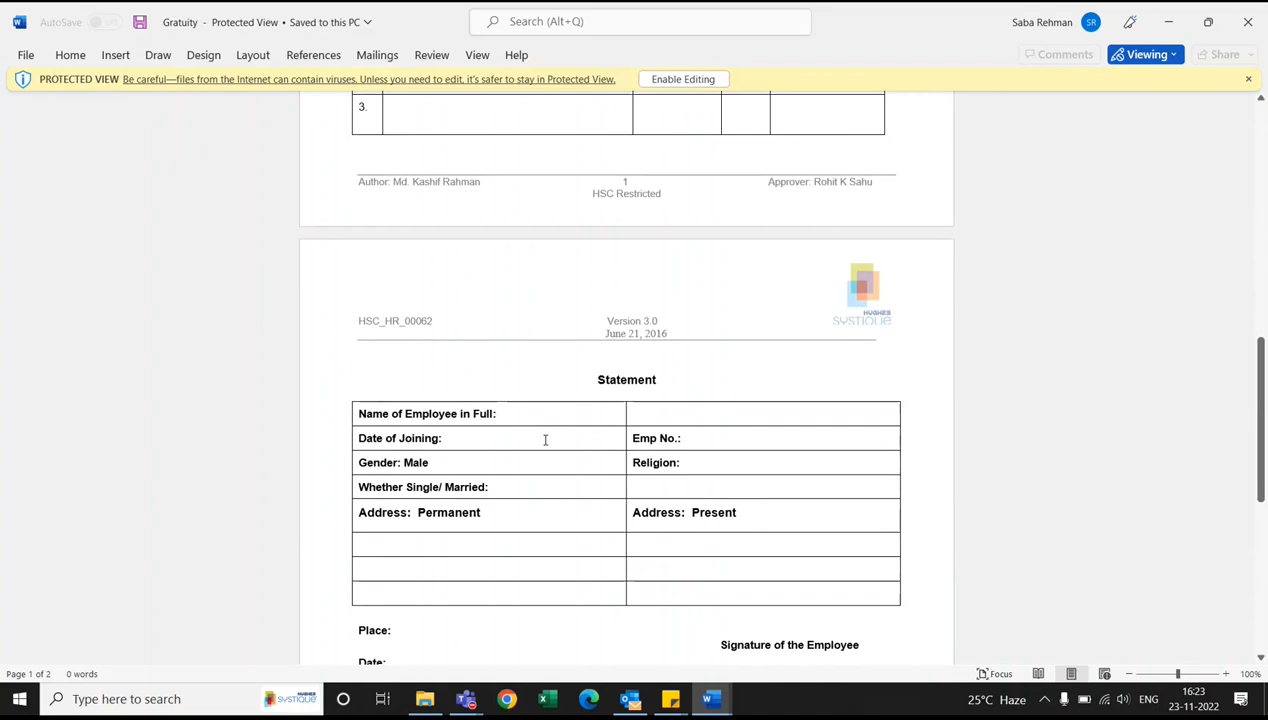 AutoSave Gratuity - Protected View • Saved to this PC Search (Alt+Q) Saba Rehman SR
File Home Insert Draw Design Layout References Mailings Review View Help Comments Viewing Share
PROTECTED VIEW Be careful—files from the Internet can contain viruses. Unless you need to edit, it's safer to stay in Protected View. Enable Editing
3.
Author: Md. Kashif Rahman 1 Approver: Rohit K Sahu
HSC Restricted
HUGHES
SYSTIQUE
HSC_HR_00062 Version 3.0
June 21, 2016
Statement
Name of Employee in Full:
Date of Joining: Emp No.:
Gender: Male Religion:
Whether Single/ Married:
Address: Permanent Address: Present
Place:
Signature of the Employee
Date:
Page 1 of 2 0 words Focus 100%
Type here to search HUGHES SYSTIQUE 25°C Haze ENG 16:23
23-11-2022